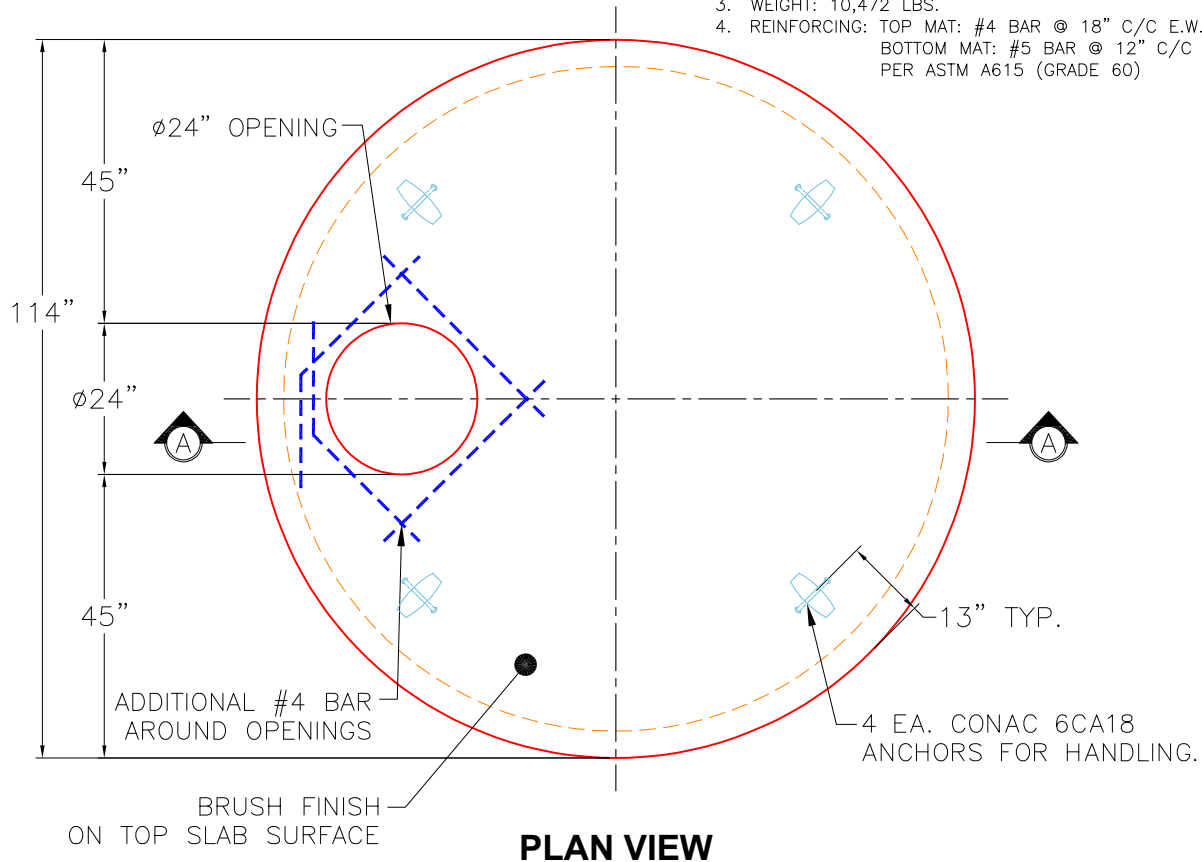 3. WEIGHT: 10,472 LBS.
4. REINFORCING: TOP MAT: #4 BAR @ 18" C/C E.W.
BOTTOM MAT: #5 BAR @ 12" C/C
PER ASTM A615 (GRADE 60)
ø24" OPENING
45"
114"
ø24"
A
A
45"
13" TYP.
ADDITIONAL #4 BAR
AROUND OPENINGS
4 EA. CONAC 6CA18
ANCHORS FOR HANDLING.
BRUSH FINISH
ON TOP SLAB SURFACE
PLAN VIEW